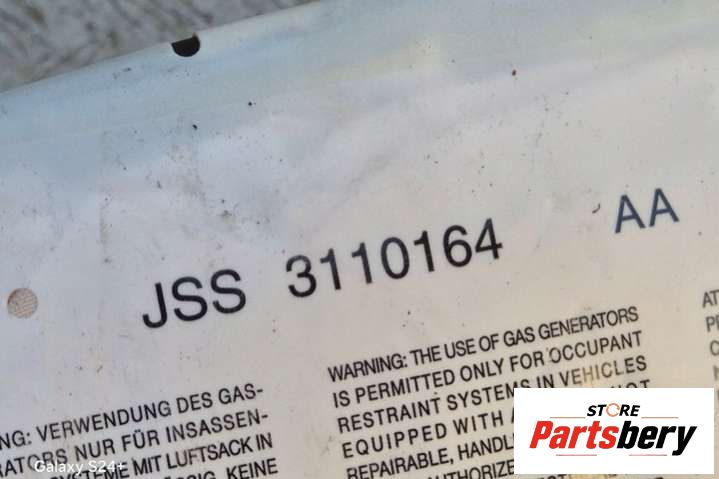 JSS 3110164 AA
NG: VERWENDUNG DES GAS-
RATORS NUR FÜR INSASSEN-
MIT LUFTSACK IN
KEINE
WARNING: THE USE OF GAS GENERATORS
IS PERMITTED ONLY FOR OCCUPANT
RESTRAINT SYSTEMS IN VEHICLES
EQUIPPED WITH
REPAIRABLE,
AT
Galaxy S24+
STORE
Partsbery